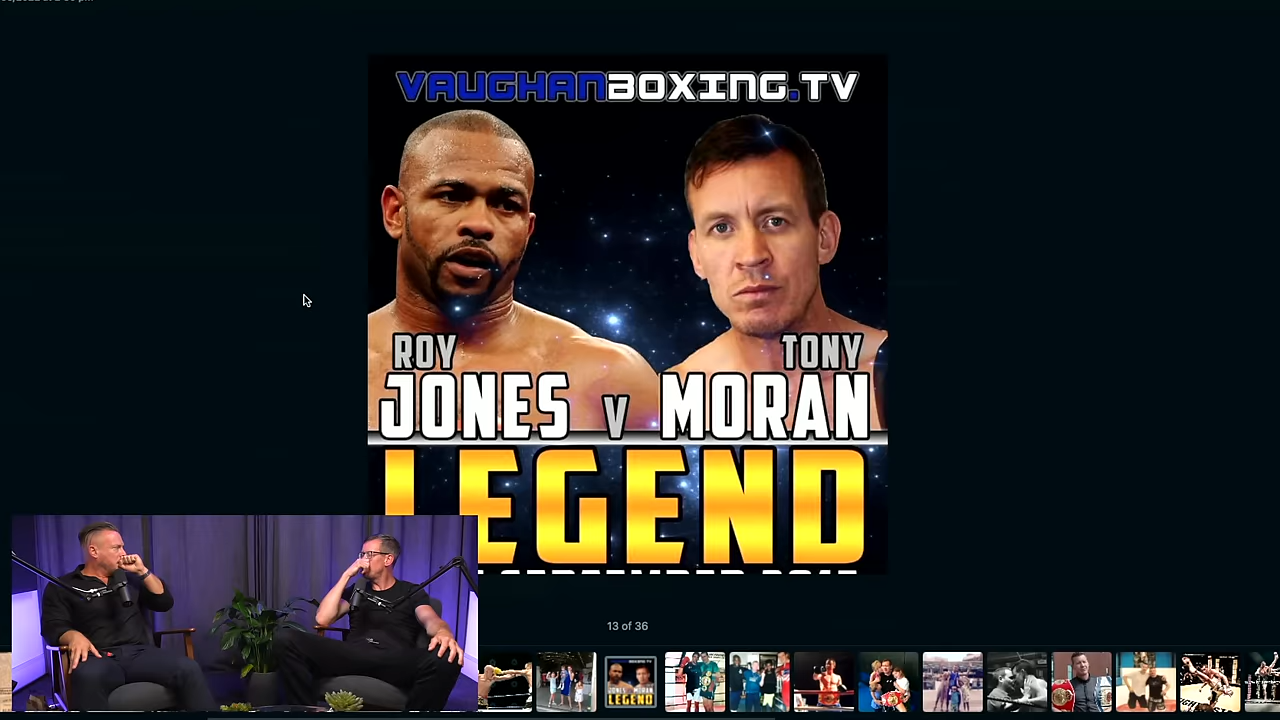 VAUGHANBOXING.TV
ROY
TONY
JONES V MORAN
LEGEND
13 of 36